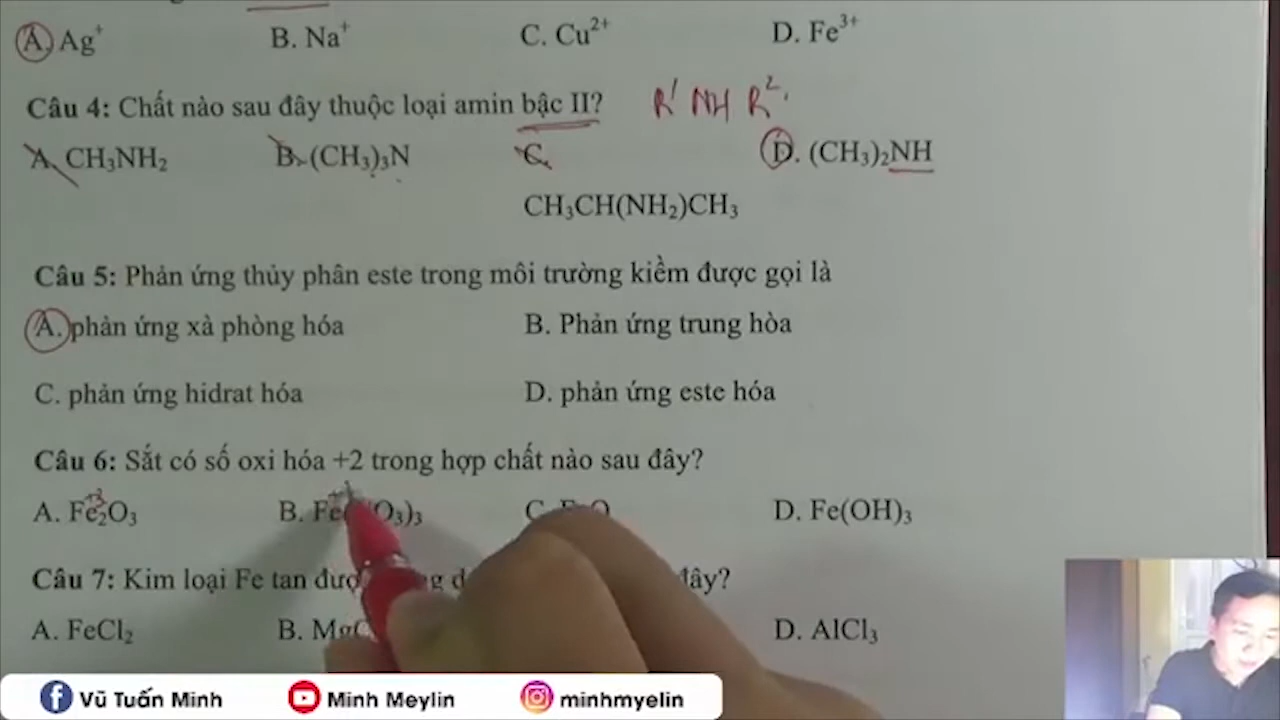 A. Ag⁺ B. Na⁺ C. Cu²⁺ D. Fe³⁺
Câu 4: Chất nào sau đây thuộc loại amin bậc II? R¹ NH R².
A. CH₃NH₂ B. (CH₃)₃N C. D. (CH₃)₂NH
CH₃CH(NH₂)CH₃
Câu 5: Phản ứng thủy phân este trong môi trường kiềm được gọi là
A. phản ứng xà phòng hóa B. Phản ứng trung hòa
C. phản ứng hidrat hóa D. phản ứng este hóa
Câu 6: Sắt có số oxi hóa +2 trong hợp chất nào sau đây?
+3
A. Fe₂O₃ B. Fe( O₃)₃ C. D. Fe(OH)₃
Câu 7: Kim loại Fe tan đây?
A. FeCl₂ B. D. AlCl₃
Vũ Tuấn Minh Minh Meylin minhmyelin